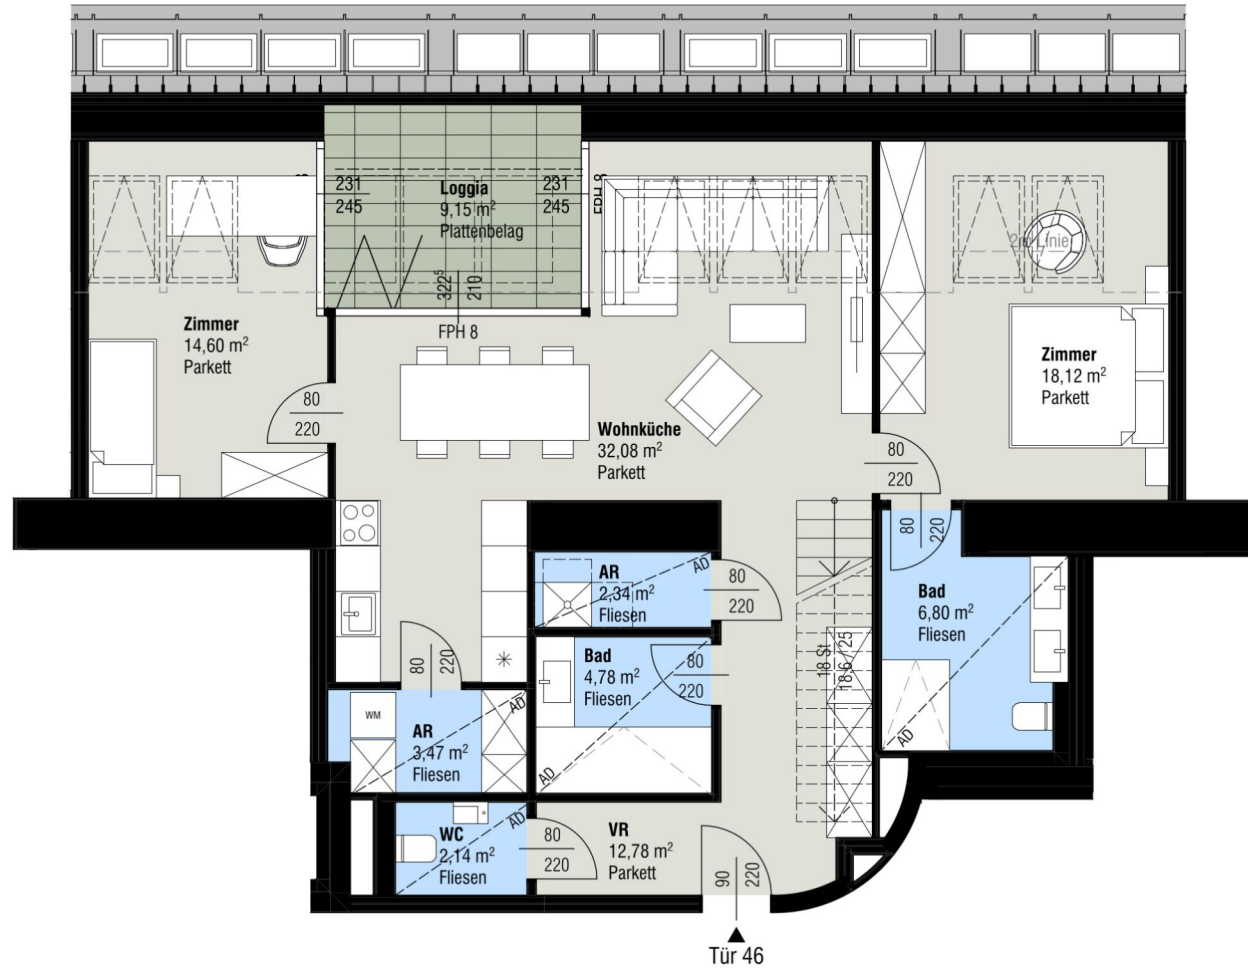 231
245
Loggia
9,15 m²
Plattenbelag
231
245
FPH 8
322⁵
210
FPH 8
2m Linie
Zimmer
14,60 m²
Parkett
80
220
Wohnküche
32,08 m²
Parkett
Zimmer
18,12 m²
Parkett
80
220
80
220
AR
2,34 m²
Fliesen
AD
80
220
Bad
6,80 m²
Fliesen
AD
18 St
18,6 / 25
Bad
4,78 m²
Fliesen
AD
80
220
80
220
WM
AR
3,47 m²
Fliesen
AD
WC
2,14 m²
Fliesen
AD
80
220
VR
12,78 m²
Parkett
90
220
Tür 46